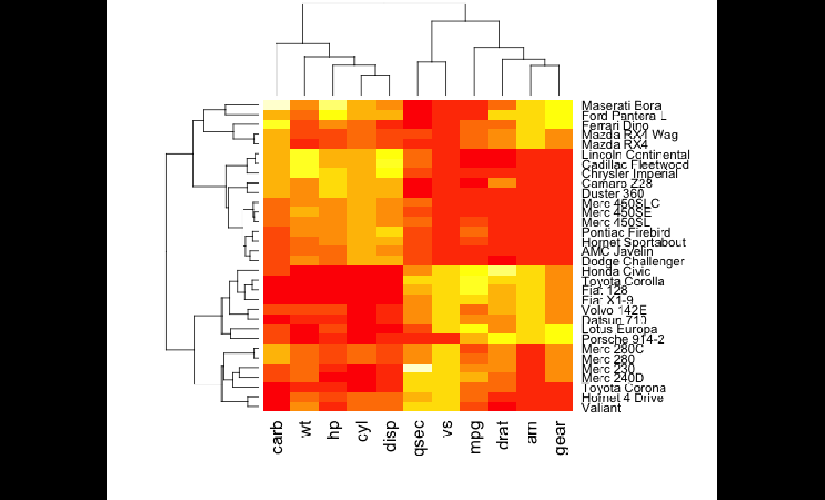 Maserati Bora
Ford Pantera L
Ferrari Dino
Mazda RX4 Wag
Mazda RX4
Lincoln Continental
Cadillac Fleetwood
Chrysler Imperial
Camaro Z28
Duster 360
Merc 450SLC
Merc 450SE
Merc 450SL
Pontiac Firebird
Hornet Sportabout
AMC Javelin
Dodge Challenger
Honda Civic
Toyota Corolla
Fiat 128
Fiat X1-9
Volvo 142E
Datsun 710
Lotus Europa
Porsche 914-2
Merc 280C
Merc 280
Merc 230
Merc 240D
Toyota Corona
Hornet 4 Drive
Valiant
carb
wt
hp
cyl
disp
qsec
vs
mpg
drat
am
gear